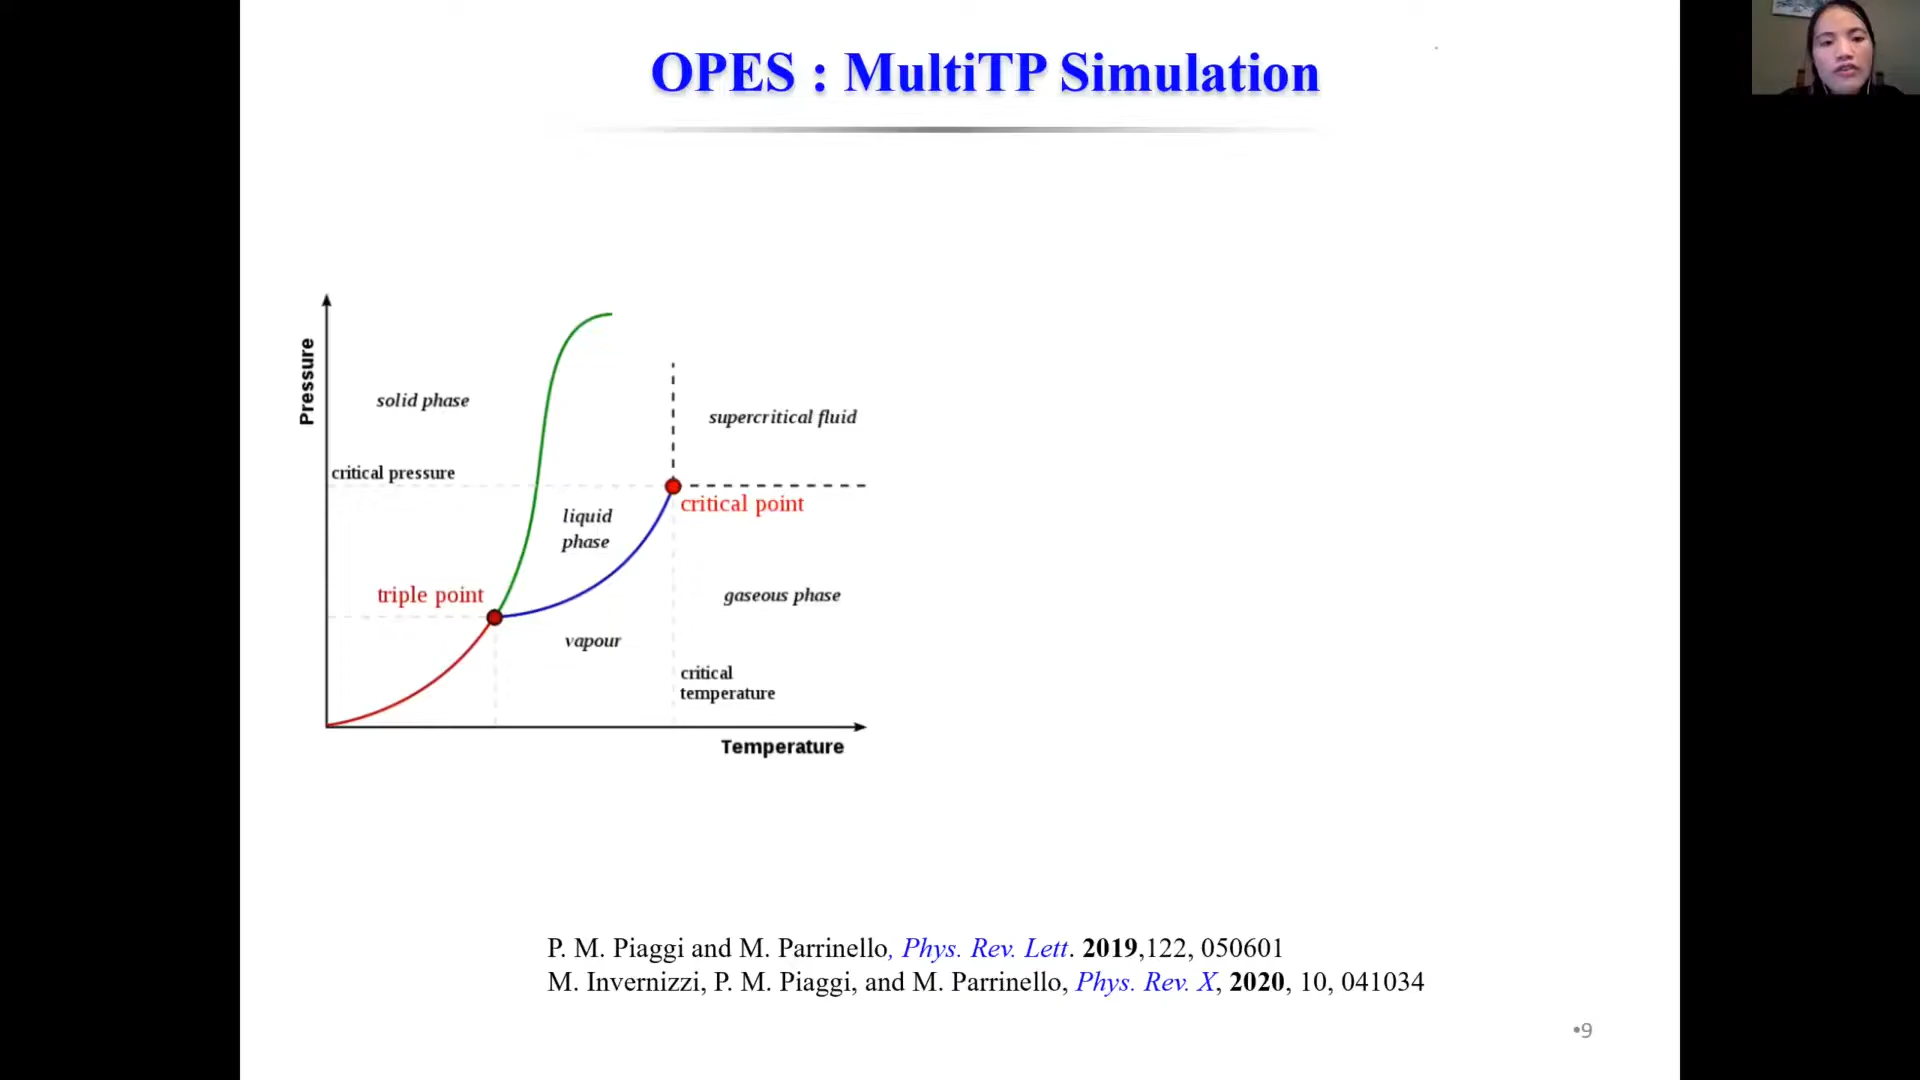 OPES : MultiTP Simulation
Pressure
solid phase
supercritical fluid
critical pressure
critical point
liquid
phase
triple point
gaseous phase
vapour
critical
temperature
Temperature
P. M. Piaggi and M. Parrinello, Phys. Rev. Lett. 2019,122, 050601
M. Invernizzi, P. M. Piaggi, and M. Parrinello, Phys. Rev. X, 2020, 10, 041034
•9